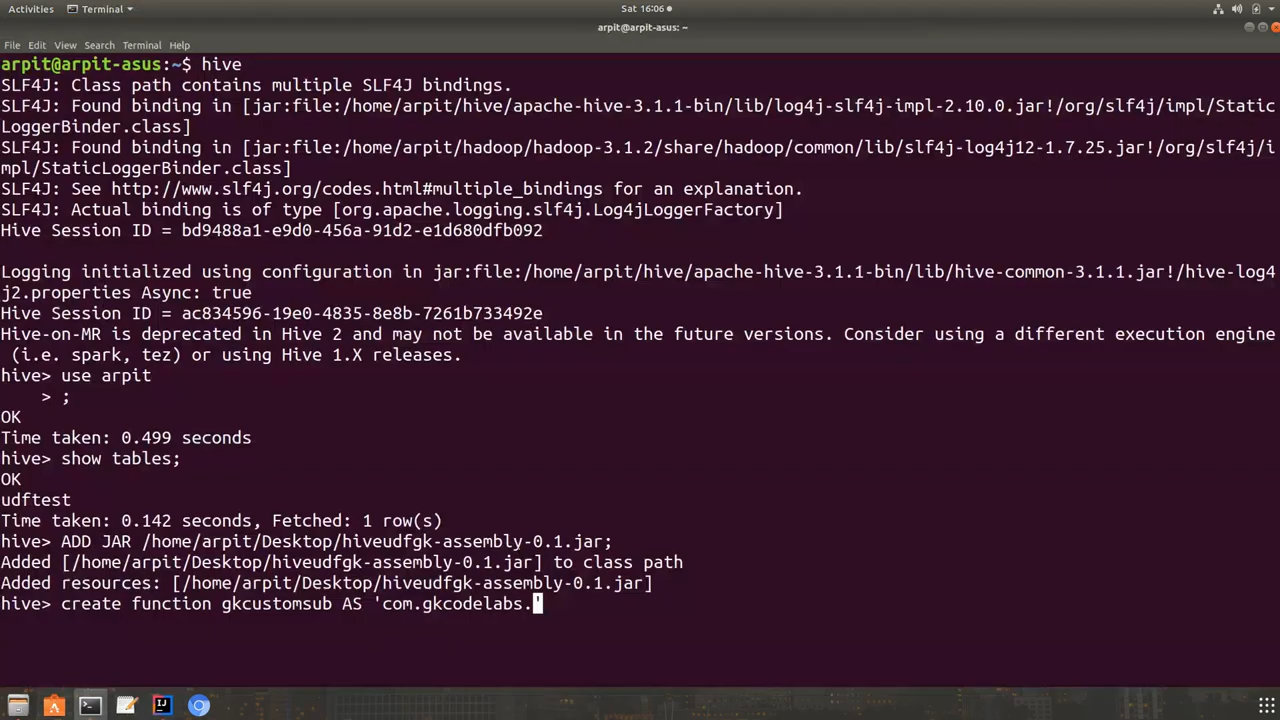 Activities Terminal Sat 16:06
arpit@arpit-asus: ~
File Edit View Search Terminal Help
arpit@arpit-asus:~$ hive
SLF4J: Class path contains multiple SLF4J bindings.
SLF4J: Found binding in [jar:file:/home/arpit/hive/apache-hive-3.1.1-bin/lib/log4j-slf4j-impl-2.10.0.jar!/org/slf4j/impl/Static
LoggerBinder.class]
SLF4J: Found binding in [jar:file:/home/arpit/hadoop/hadoop-3.1.2/share/hadoop/common/lib/slf4j-log4j12-1.7.25.jar!/org/slf4j/i
mpl/StaticLoggerBinder.class]
SLF4J: See http://www.slf4j.org/codes.html#multiple_bindings for an explanation.
SLF4J: Actual binding is of type [org.apache.logging.slf4j.Log4jLoggerFactory]
Hive Session ID = bd9488a1-e9d0-456a-91d2-e1d680dfb092
Logging initialized using configuration in jar:file:/home/arpit/hive/apache-hive-3.1.1-bin/lib/hive-common-3.1.1.jar!/hive-log4
j2.properties Async: true
Hive Session ID = ac834596-19e0-4835-8e8b-7261b733492e
Hive-on-MR is deprecated in Hive 2 and may not be available in the future versions. Consider using a different execution engine
 (i.e. spark, tez) or using Hive 1.X releases.
hive> use arpit
    > ;
OK
Time taken: 0.499 seconds
hive> show tables;
OK
udftest
Time taken: 0.142 seconds, Fetched: 1 row(s)
hive> ADD JAR /home/arpit/Desktop/hiveudfgk-assembly-0.1.jar;
Added [/home/arpit/Desktop/hiveudfgk-assembly-0.1.jar] to class path
Added resources: [/home/arpit/Desktop/hiveudfgk-assembly-0.1.jar]
hive> create function gkcustomsub AS 'com.gkcodelabs.'